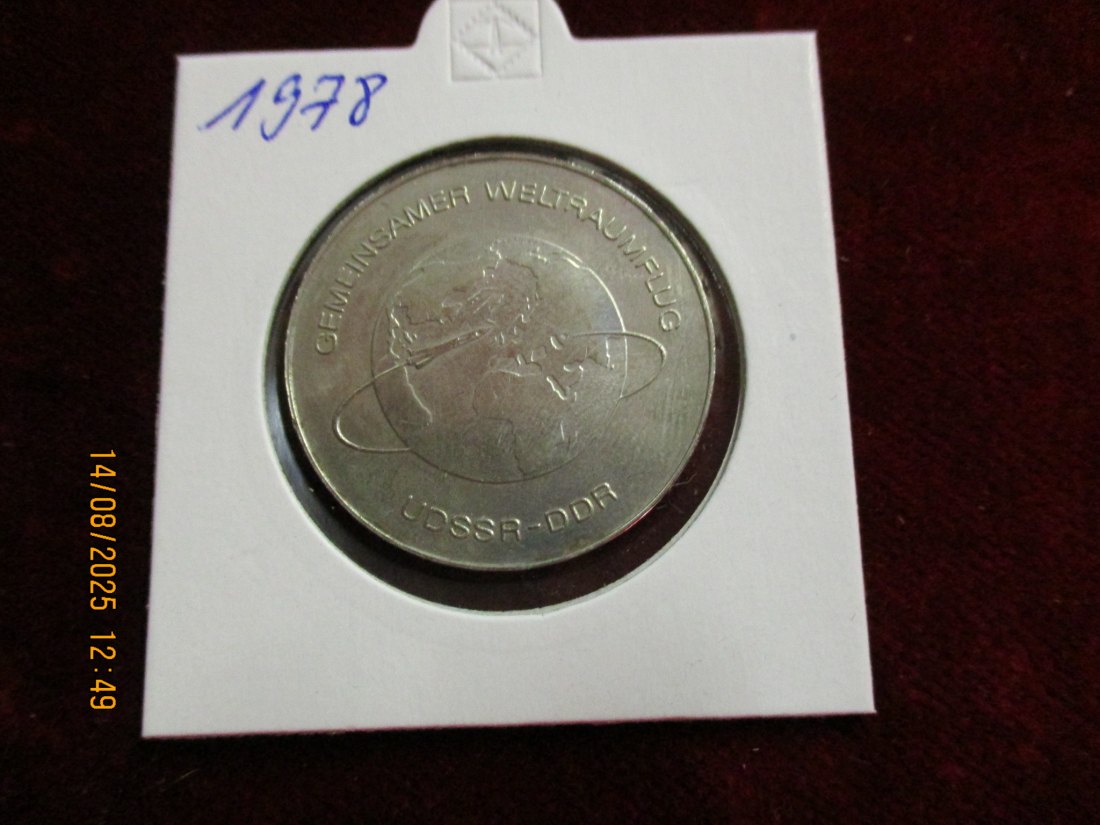 1978
GEMEINSAMER WELTRAUMFLUG
UDSSR-DDR
14/08/2025 12:49